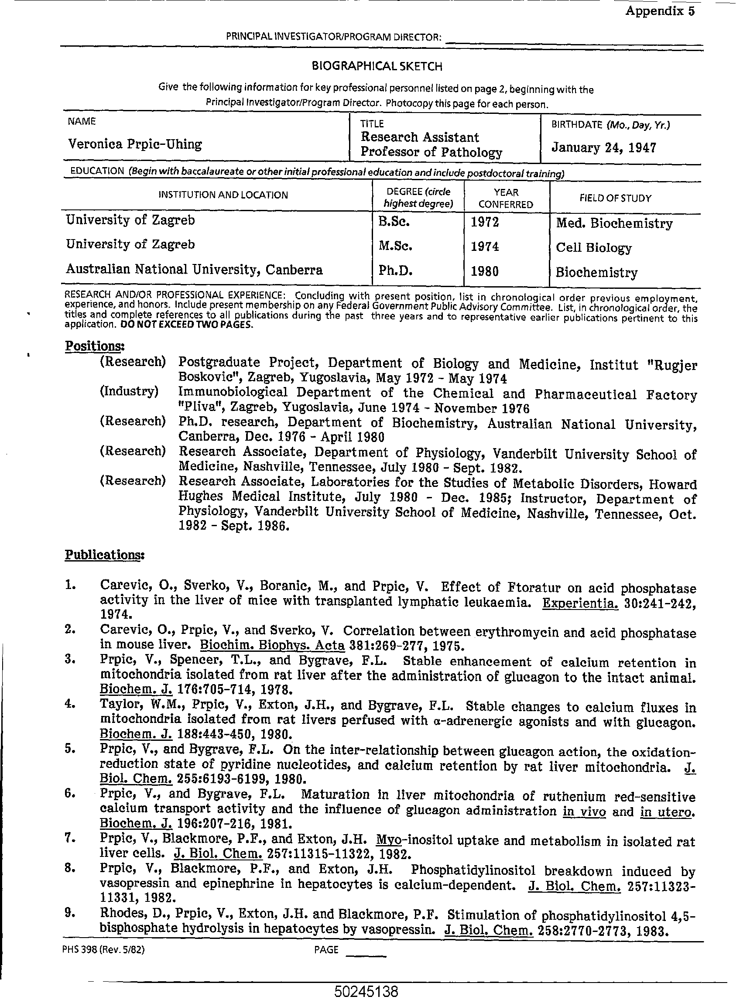 Appendix 5
PRINCIPAL INVESTIGATOR/PROGRAM DIRECTOR:
BIOGRAPHICAL SKETCH
Give the following information for key professional personnel listed on page 2, beginning with the
Principal Investigator/Program Director. Photocopy this page for each person.
NAME
Veronica Prpic-Uhing
TITLE
Research Assistant
Professor of Pathology
BIRTHDATE (Mo., Day, Yr.)
January 24, 1947
EDUCATION (Begin with baccalaureate or other initial professional education and include postdoctoral training)
INSTITUTION AND LOCATION
DEGREE (circle
highest degree)
YEAR
CONFERRED
FIELD OF STUDY
University of Zagreb B.Sc. 1972 Med. Biochemistry
University of Zagreb M.Sc. 1974 Cell Biology
Australian National University, Canberra Ph.D. 1980 Biochemistry
RESEARCH AND/OR PROFESSIONAL EXPERIENCE: Concluding with present position, list in chronological order previous employment,
experience, and honors. Include present membership on any Federal Government Public Advisory Committee. List, in chronological order, the
titles and complete references to all publications during the past three years and to representative earlier publications pertinent to this
application. DO NOT EXCEED TWO PAGES.
Positions:
(Research) Postgraduate Project, Department of Biology and Medicine, Institut "Rugjer
Boskovic", Zagreb, Yugoslavia, May 1972 - May 1974
(Industry) Immunobiological Department of the Chemical and Pharmaceutical Factory
"Pliva", Zagreb, Yugoslavia, June 1974 - November 1976
(Research) Ph.D. research, Department of Biochemistry, Australian National University,
Canberra, Dec. 1976 - April 1980
(Research) Research Associate, Department of Physiology, Vanderbilt University School of
Medicine, Nashville, Tennessee, July 1980 - Sept. 1982.
(Research) Research Associate, Laboratories for the Studies of Metabolic Disorders, Howard
Hughes Medical Institute, July 1980 - Dec. 1985; Instructor, Department of
Physiology, Vanderbilt University School of Medicine, Nashville, Tennessee, Oct.
1982 - Sept. 1986.
Publications:
1. Carevic, O., Sverko, V., Boranic, M., and Prpic, V. Effect of Ftoratur on acid phosphatase
activity in the liver of mice with transplanted lymphatic leukaemia. Experientia. 30:241-242,
1974.
2. Carevic, O., Prpic, V., and Sverko, V. Correlation between erythromycin and acid phosphatase
in mouse liver. Biochim. Biophys. Acta 381:269-277, 1975.
3. Prpic, V., Spencer, T.L., and Bygrave, F.L. Stable enhancement of calcium retention in
mitochondria isolated from rat liver after the administration of glucagon to the intact animal.
Biochem. J. 176:705-714, 1978.
4. Taylor, W.M., Prpic, V., Exton, J.H., and Bygrave, F.L. Stable changes to calcium fluxes in
mitochondria isolated from rat livers perfused with α-adrenergic agonists and with glucagon.
Biochem. J. 188:443-450, 1980.
5. Prpic, V., and Bygrave, F.L. On the inter-relationship between glucagon action, the oxidation-
reduction state of pyridine nucleotides, and calcium retention by rat liver mitochondria. J.
Biol. Chem. 255:6193-6199, 1980.
6. Prpic, V., and Bygrave, F.L. Maturation in liver mitochondria of ruthenium red-sensitive
calcium transport activity and the influence of glucagon administration in vivo and in utero.
Biochem. J. 196:207-216, 1981.
7. Prpic, V., Blackmore, P.F., and Exton, J.H. Myo-inositol uptake and metabolism in isolated rat
liver cells. J. Biol. Chem. 257:11315-11322, 1982.
8. Prpic, V., Blackmore, P.F., and Exton, J.H. Phosphatidylinositol breakdown induced by
vasopressin and epinephrine in hepatocytes is calcium-dependent. J. Biol. Chem. 257:11323-
11331, 1982.
9. Rhodes, D., Prpic, V., Exton, J.H. and Blackmore, P.F. Stimulation of phosphatidylinositol 4,5-
bisphosphate hydrolysis in hepatocytes by vasopressin. J. Biol. Chem. 258:2770-2773, 1983.
PHS 398 (Rev. 5/82) PAGE
50245138